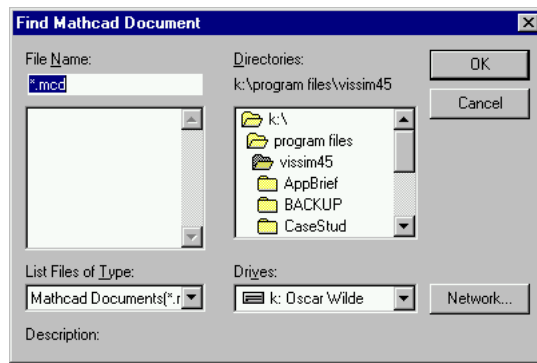 Find Mathcad Document
File Name:
*.mcd
Directories:
k:\program files\vissim45
OK
Cancel
k:\
program files
vissim45
AppBrief
BACKUP
CaseStud
List Files of Type:
Mathcad Documents(*.r
Drives:
k: Oscar Wilde
Network...
Description: